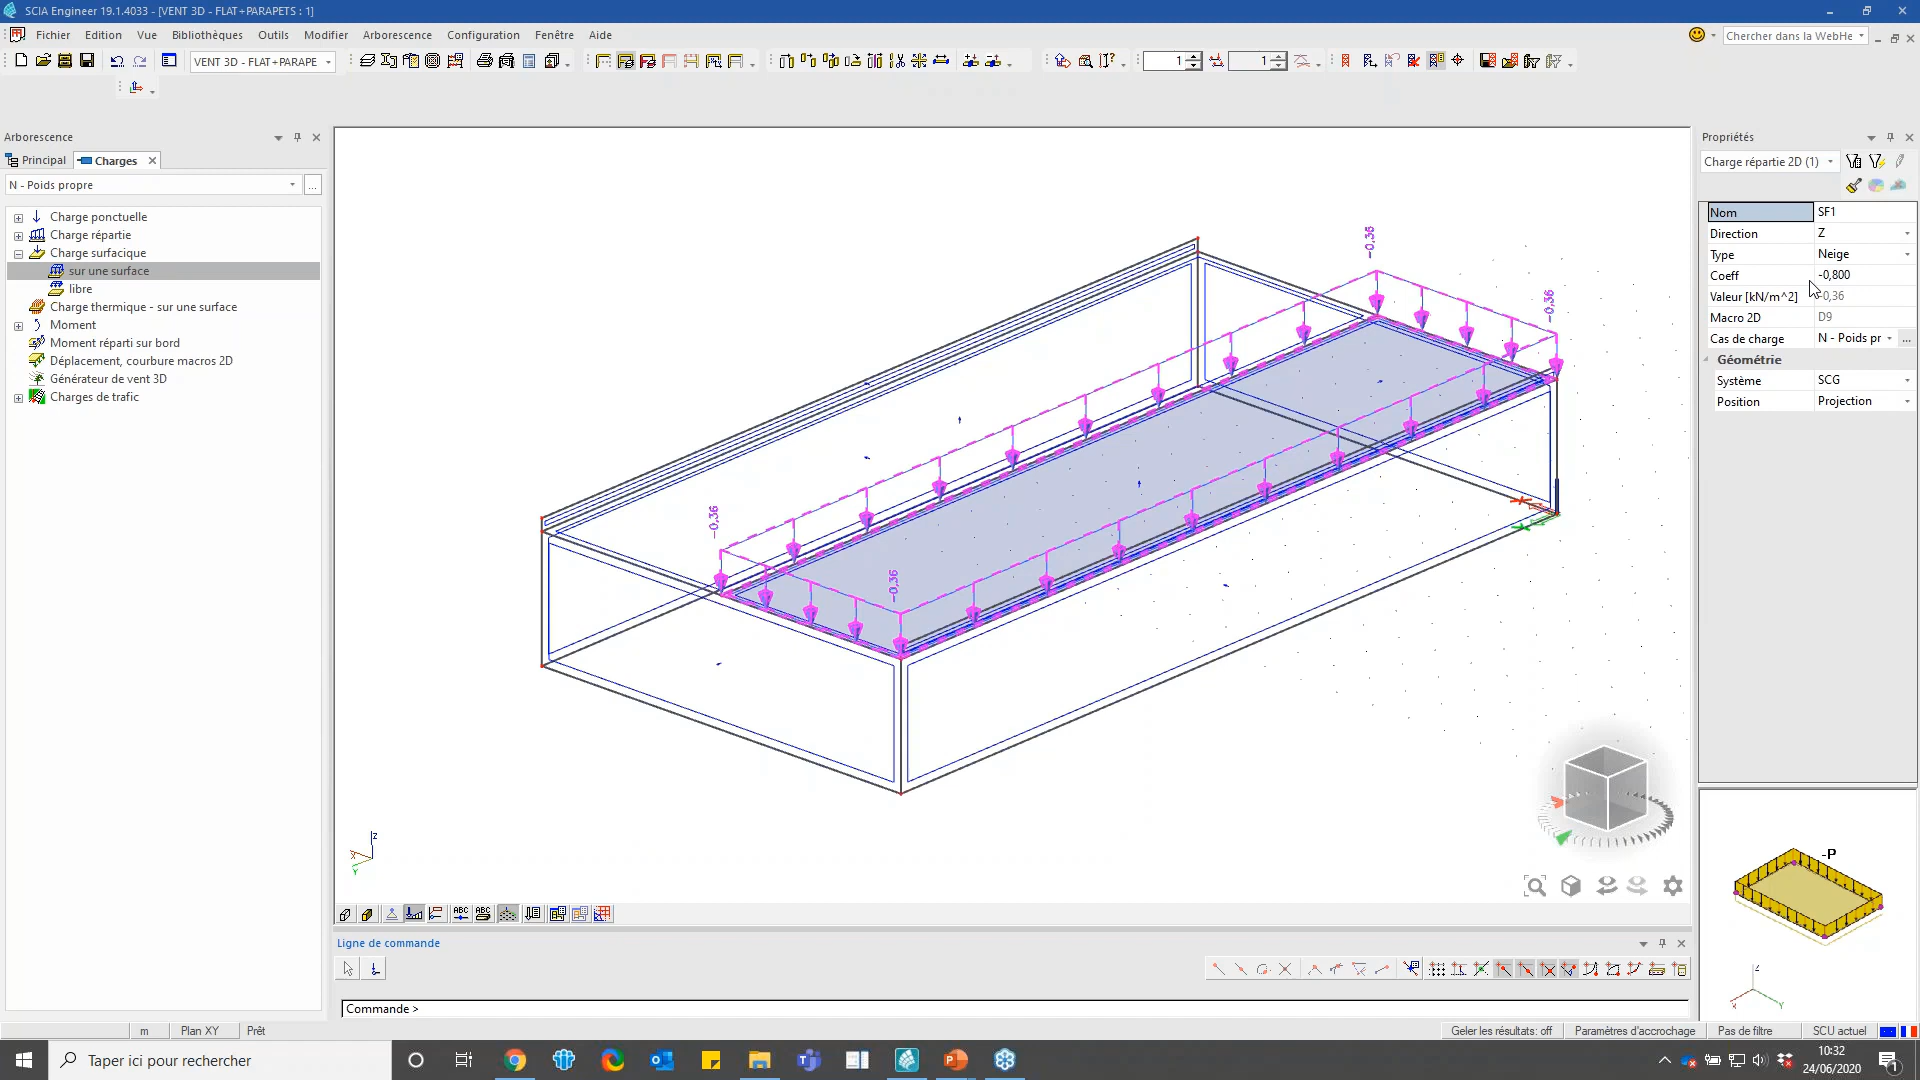 SCIA Engineer 19.1.4033 - [VENT 3D - FLAT+PARAPETS : 1]
Fichier Edition Vue Bibliothèques Outils Modifier Arborescence Configuration Fenêtre Aide
Chercher dans la WebHe
VENT 3D - FLAT+PARAPE
1 1
Arborescence
Principal Charges
N - Poids propre
...
Charge ponctuelle
Charge répartie
Charge surfacique
sur une surface
libre
Charge thermique - sur une surface
Moment
Moment réparti sur bord
Déplacement, courbure macros 2D
Générateur de vent 3D
Charges de trafic
-0,36
-0,36
-0,36
-0,36
Z
X
Y
Propriétés
Charge répartie 2D (1)
Nom SF1
Direction Z
Type Neige
Coeff -0,800
Valeur [kN/m^2] -0,36
Macro 2D D9
Cas de charge N - Poids pr ...
Géométrie
Système SCG
Position Projection
-P
Z
X
Y
ABC ABC
Ligne de commande
Commande >
m Plan XY Prêt
Geler les résultats: off Paramètres d'accrochage Pas de filtre SCU actuel
Taper ici pour rechercher
10:32
24/06/2020
1